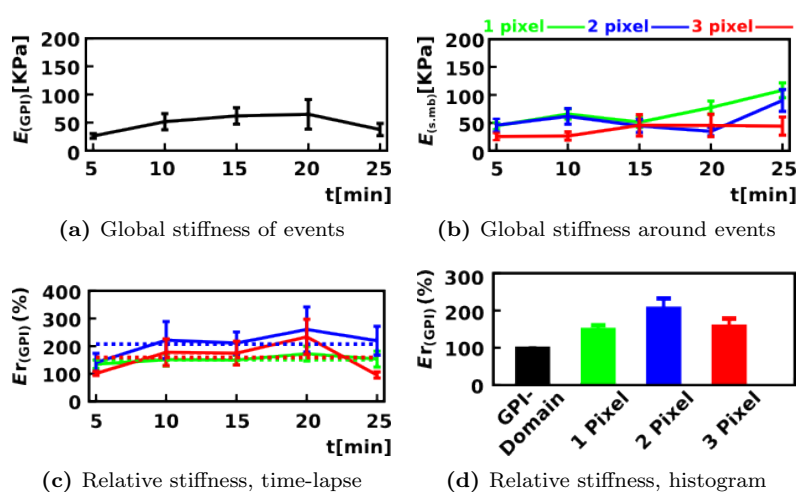 1 pixel 2 pixel 3 pixel
E(GPI)[KPa]
200
150
100
50
0
5 10 15 20 25
t[min]
E(s.mb)[KPa]
200
150
100
50
0
5 10 15 20 25
t[min]
(a) Global stiffness of events
(b) Global stiffness around events
Er(GPI)(%)
400
300
200
100
0
5 10 15 20 25
t[min]
Er(GPI)(%)
300
200
100
0
GPI-
Domain
1 Pixel
2 Pixel
3 Pixel
(c) Relative stiffness, time-lapse
(d) Relative stiffness, histogram